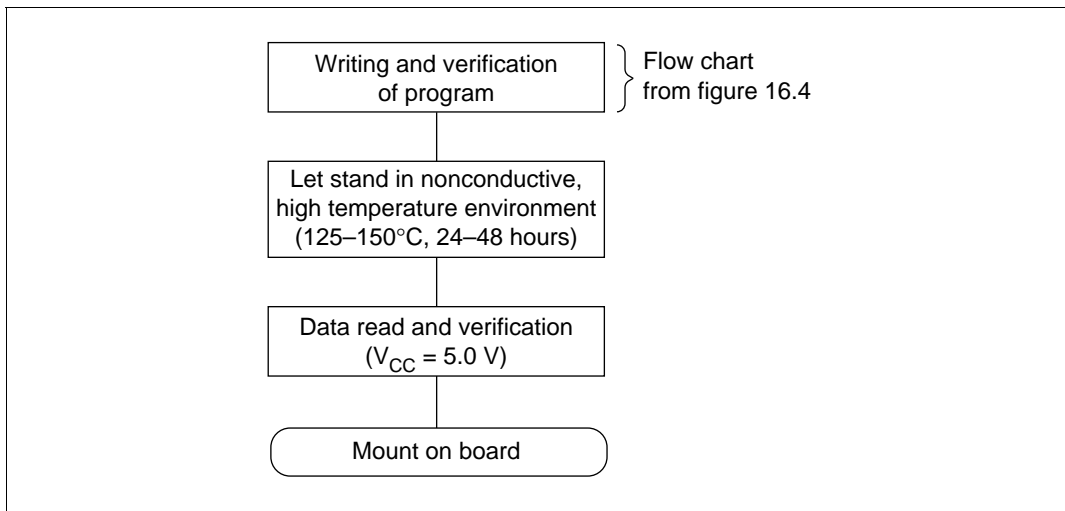 Writing and verification
of program
Flow chart
from figure 16.4
Let stand in nonconductive,
high temperature environment
(125–150°C, 24–48 hours)
Data read and verification
(VCC = 5.0 V)
Mount on board